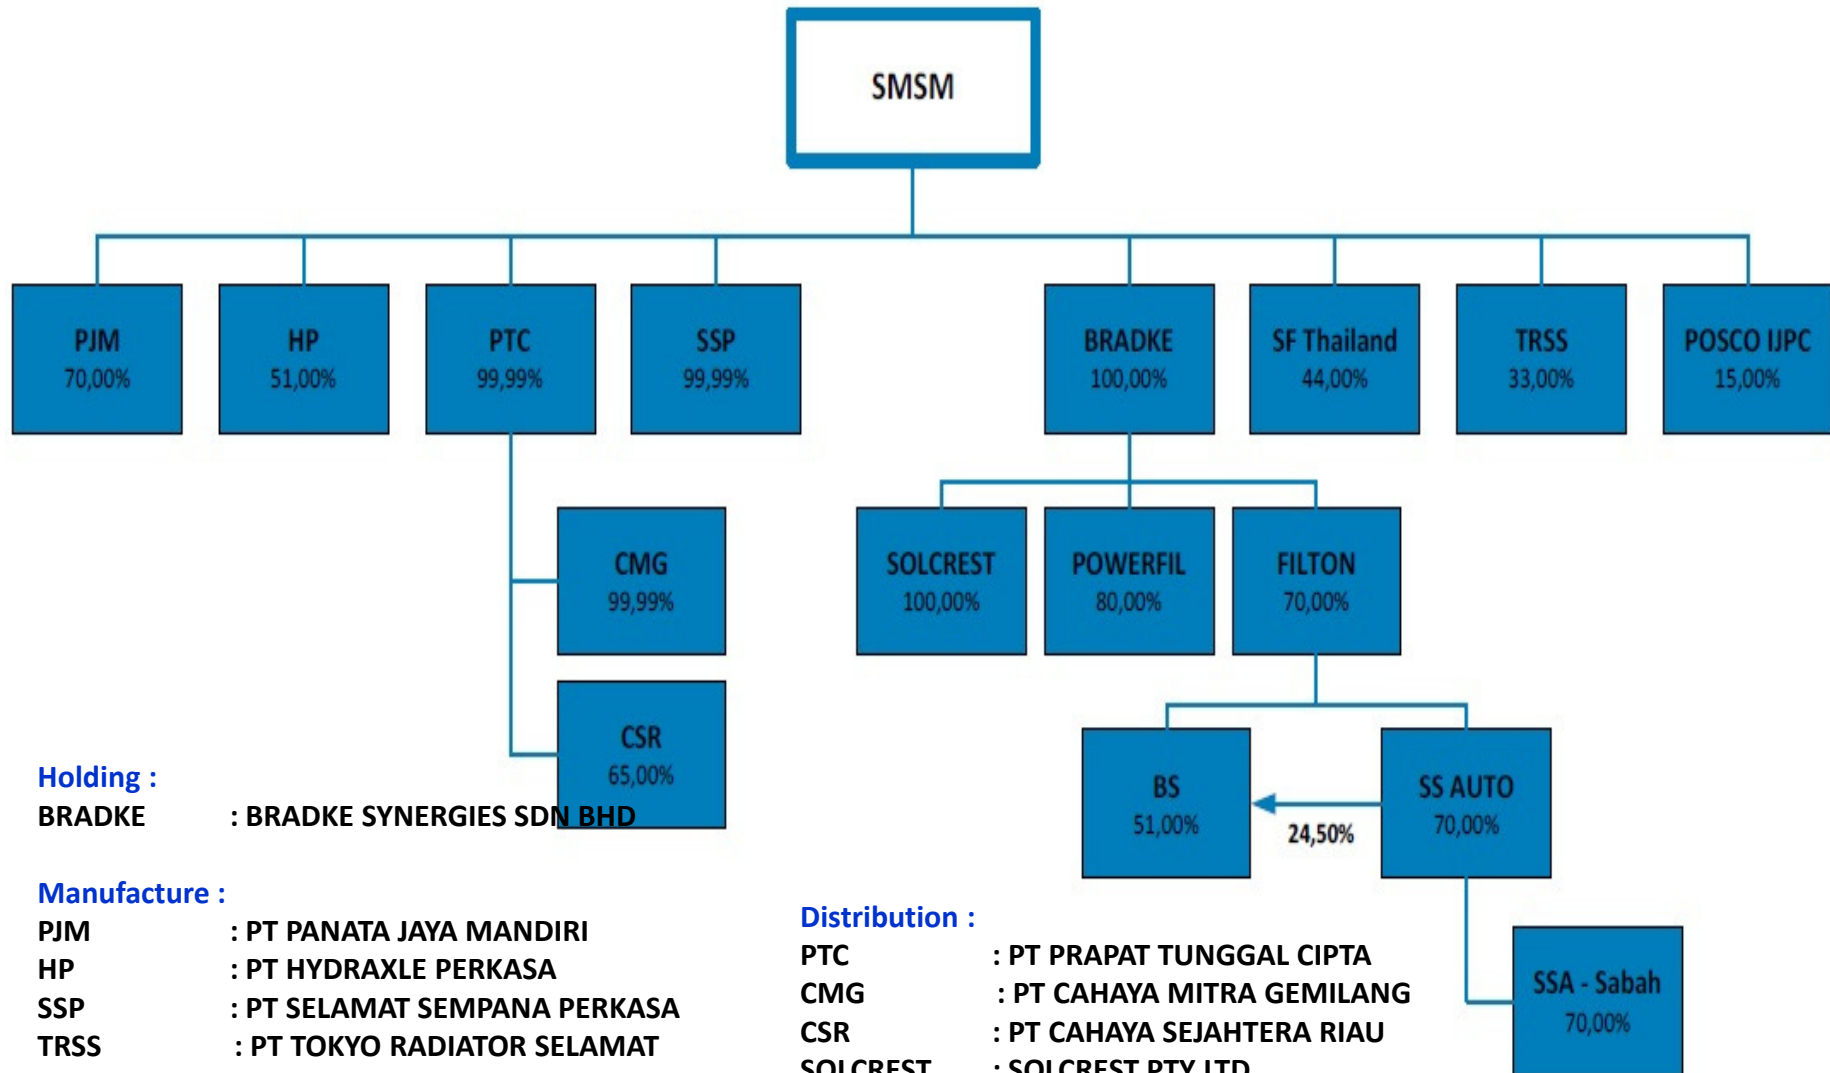 SMSM
PJM
70,00%
HP
51,00%
PTC
99,99%
SSP
99,99%
BRADKE
100,00%
SF Thailand
44,00%
TRSS
33,00%
POSCO IJPC
15,00%
CMG
99,99%
CSR
65,00%
SOLCREST
100,00%
POWERFIL
80,00%
FILTON
70,00%
BS
51,00%
24,50%
SS AUTO
70,00%
SSA - Sabah
70,00%
Holding :
BRADKE : BRADKE SYNERGIES SDN BHD
Manufacture :
PJM : PT PANATA JAYA MANDIRI
HP : PT HYDRAXLE PERKASA
SSP : PT SELAMAT SEMPANA PERKASA
TRSS : PT TOKYO RADIATOR SELAMAT
Distribution :
PTC : PT PRAPAT TUNGGAL CIPTA
CMG : PT CAHAYA MITRA GEMILANG
CSR : PT CAHAYA SEJAHTERA RIAU
SOLCREST : SOLCREST PTY LTD